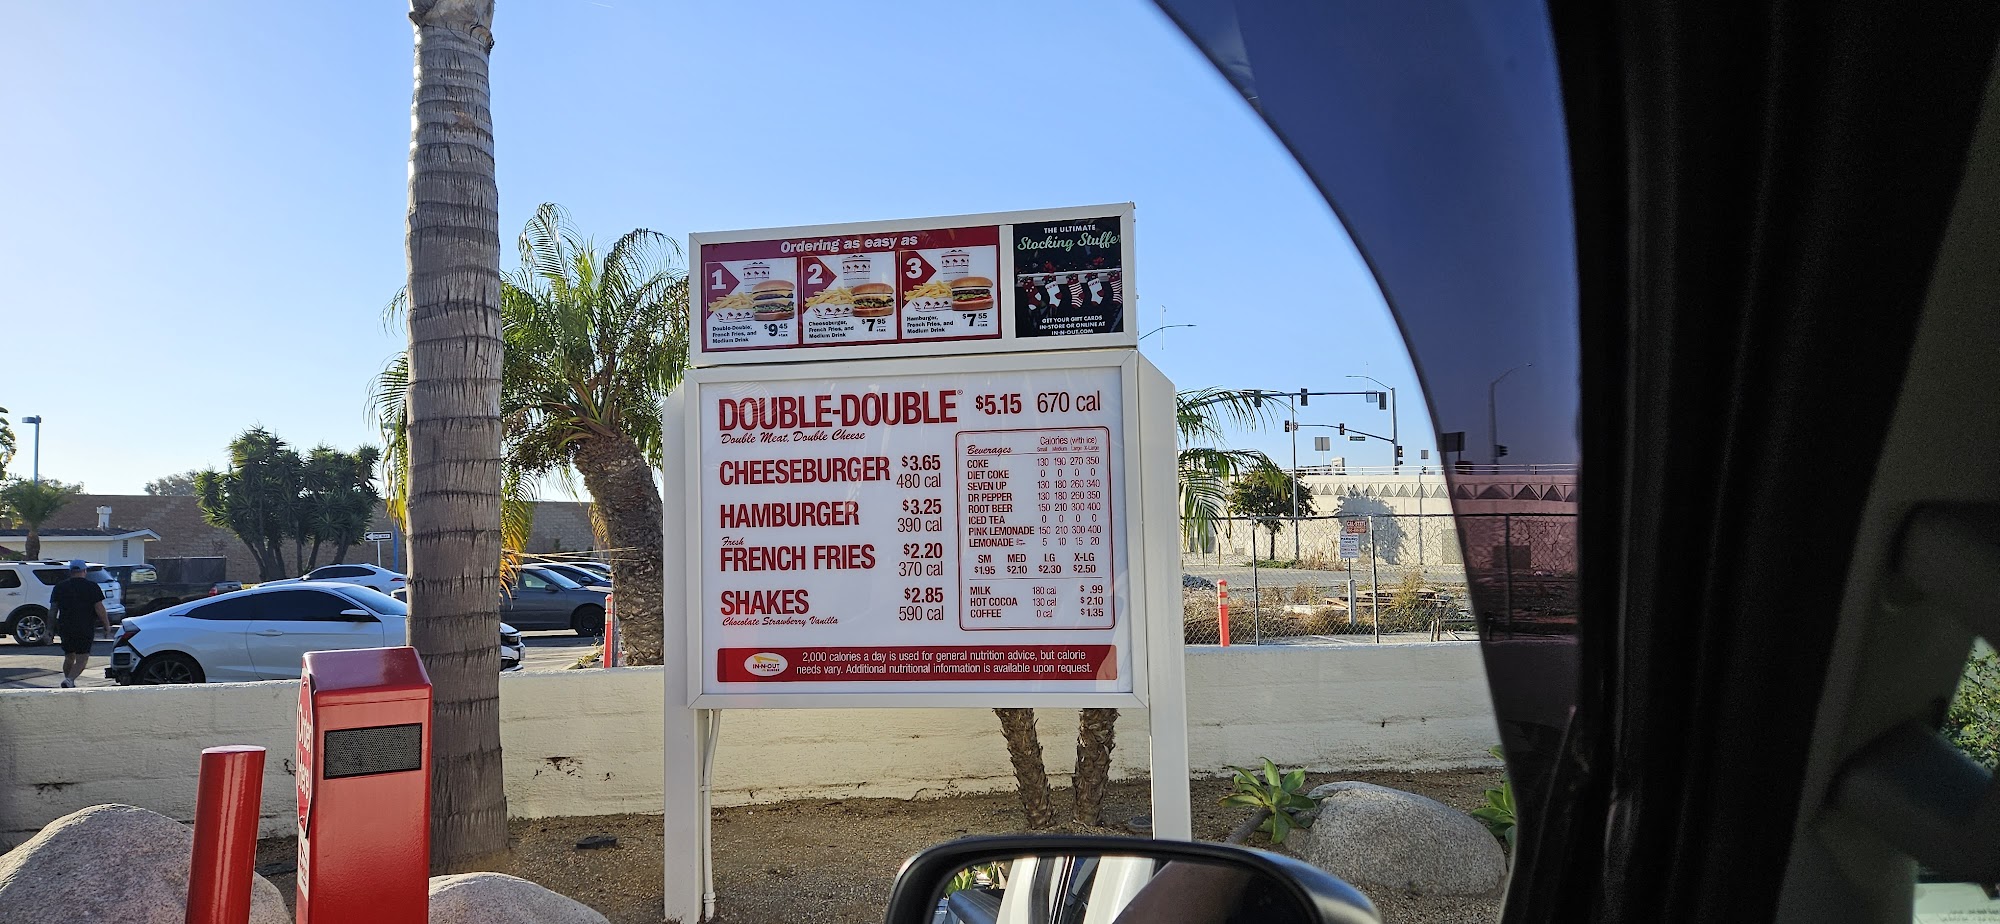 Ordering as easy as
1 2 3
Double-Double,
French Fries, and
Medium Drink
$9.45
+tax
Cheeseburger,
French Fries, and
Medium Drink
$7.95
+tax
Hamburger,
French Fries, and
Medium Drink
$7.55
+tax
THE ULTIMATE
Stocking Stuffer
GET YOUR GIFT CARDS
IN-STORE OR ONLINE AT
IN-N-OUT.COM
DOUBLE-DOUBLE® $5.15 670 cal
Double Meat, Double Cheese
CHEESEBURGER $3.65
480 cal
HAMBURGER $3.25
390 cal
Fresh
FRENCH FRIES $2.20
370 cal
SHAKES $2.85
590 cal
Chocolate Strawberry Vanilla
Calories (with ice)
Beverages Small Medium Large X-Large
COKE 130 190 270 350
DIET COKE 0 0 0 0
SEVEN UP 130 180 260 340
DR PEPPER 130 180 260 350
ROOT BEER 150 210 300 400
ICED TEA 0 0 0 0
PINK LEMONADE 150 210 300 400
LEMONADE 5 10 15 20
SM MED LG X-LG
$1.95 $2.10 $2.30 $2.50
MILK 180 cal $ .99
HOT COCOA 130 cal $2.10
COFFEE 0 cal $1.35
IN-N-OUT
2,000 calories a day is used for general nutrition advice, but calorie
needs vary. Additional nutritional information is available upon request.